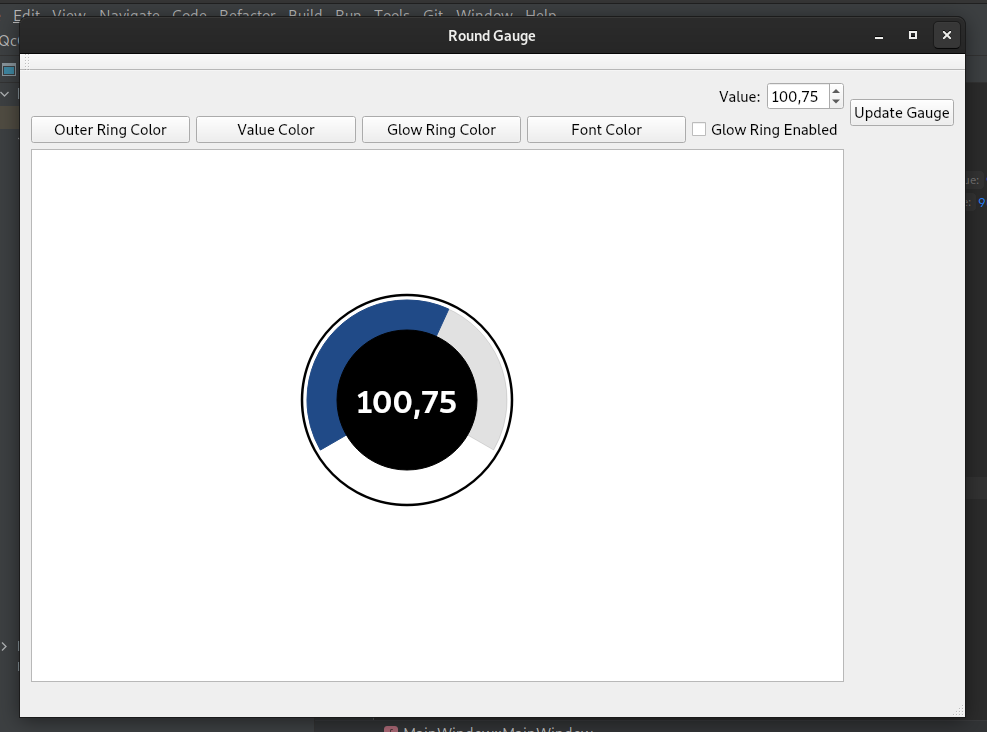 Edit View Navigate Code Refactor Build Run Tools Git Window Help
Round Gauge
Value: 100,75
Update Gauge
Outer Ring Color Value Color Glow Ring Color Font Color Glow Ring Enabled
100,75
9
MainWindow::MainWindow